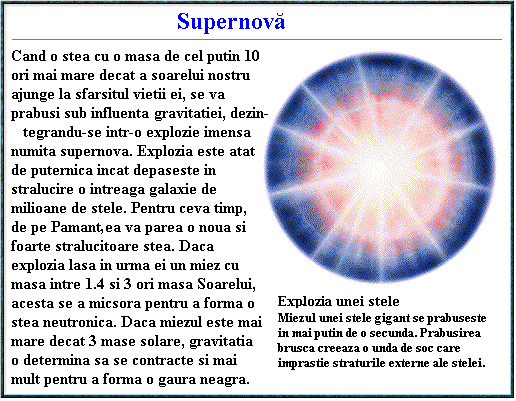 Supernovă
Cand o stea cu o masa de cel putin 10
ori mai mare decat a soarelui nostru
ajunge la sfarsitul vietii ei, se va
prabusi sub influenta gravitatiei, dezin-
tegrandu-se intr-o explozie imensa
numita supernova. Explozia este atat
de puternica incat depaseste in
stralucire o intreaga galaxie de
milioane de stele. Pentru ceva timp,
de pe Pamant,ea va parea o noua si
foarte stralucitoare stea. Daca
explozia lasa in urma ei un miez cu
masa intre 1.4 si 3 ori masa Soarelui,
acesta se a micsora pentru a forma o
stea neutronica. Daca miezul este mai
mare decat 3 mase solare, gravitatia
o determina sa se contracte si mai
mult pentru a forma o gaura neagra.
Explozia unei stele
Miezul unei stele gigant se prabuseste
in mai putin de o secunda. Prabusirea
brusca creeaza o unda de soc care
imprastie straturile externe ale stelei.